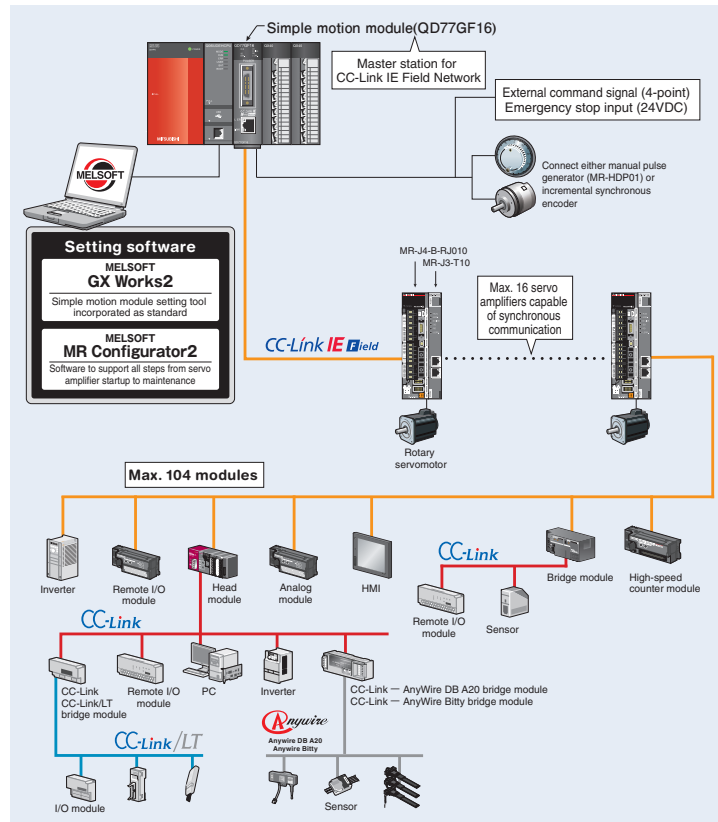 Simple motion module(QD77GF16)
QD77GF16
MITSUBISHI
Master station for
CC-Link IE Field Network
External command signal (4-point)
Emergency stop input (24VDC)
MELSOFT
Connect either manual pulse
generator (MR-HDP01) or
incremental synchronous
encoder
Setting software
MELSOFT
GX Works2
Simple motion module setting tool
incorporated as standard
MELSOFT
MR Configurator2
Software to support all steps from servo
amplifier startup to maintenance
MR-J4-B-RJ010
MR-J3-T10
Max. 16 servo
amplifiers capable
of synchronous
communication
CC-Link IE Field
Rotary
servomotor
Max. 104 modules
Inverter
Remote I/O
module
Head
module
Analog
module
HMI
CC-Link
Bridge module
High-speed
counter module
Remote I/O
module
Sensor
CC-Link
CC-Link
CC-Link/LT
bridge module
Remote I/O
module
PC
Inverter
CC-Link — AnyWire DB A20 bridge module
CC-Link — AnyWire Bitty bridge module
Anywire
Anywire DB A20
Anywire Bitty
CC-Link/LT
I/O module
Sensor